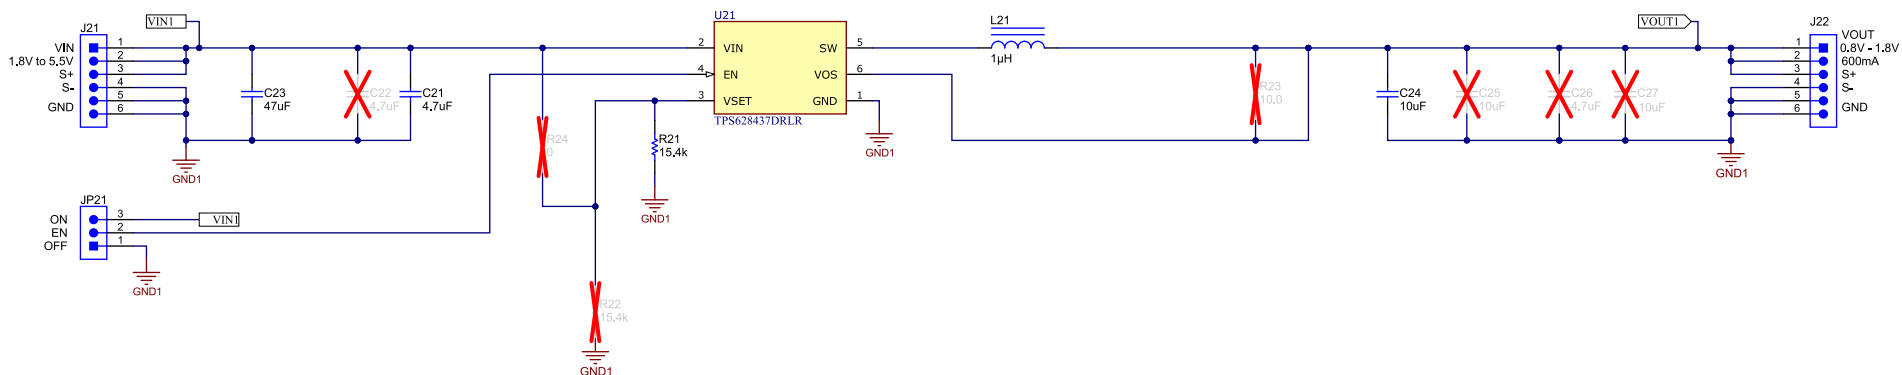 VIN1
J21
VIN
1.8V to 5.5V
S+
S-
GND
1
2
3
4
5
6
C23
47uF
C22
4.7uF
C21
4.7uF
GND1
JP21
ON
EN
OFF
3
2
1
VIN1
GND1
R24
0
R22
15.4k
GND1
R21
15.4k
GND1
U21
2 VIN SW 5
4 EN VOS 6
3 VSET GND 1
TPS628437DRLR
GND1
L21
1µH
R23
10.0
C24
10uF
C25
10uF
C26
4.7uF
C27
10uF
VOUT1
J22
VOUT
0.8V - 1.8V
600mA
S+
S-
GND
1
2
3
4
5
6
GND1